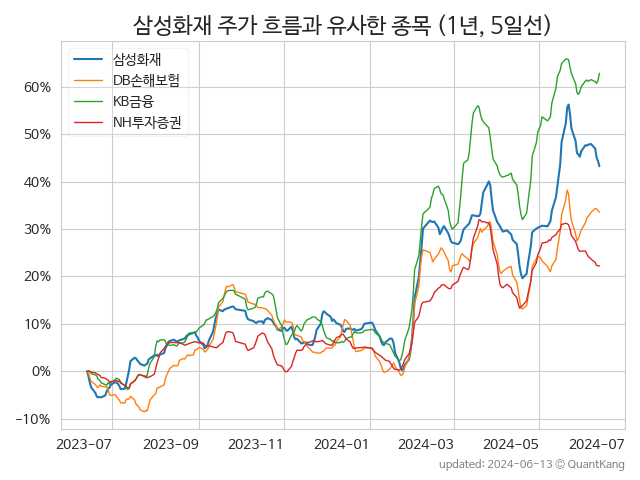 삼성화재 주가 흐름과 유사한 종목 (1년, 5일선)
삼성화재
DB손해보험
KB금융
NH투자증권
60%
50%
40%
30%
20%
10%
0%
−10%
2023-07
2023-09
2023-11
2024-01
2024-03
2024-05
2024-07
updated: 2024-06-13 © QuantKang